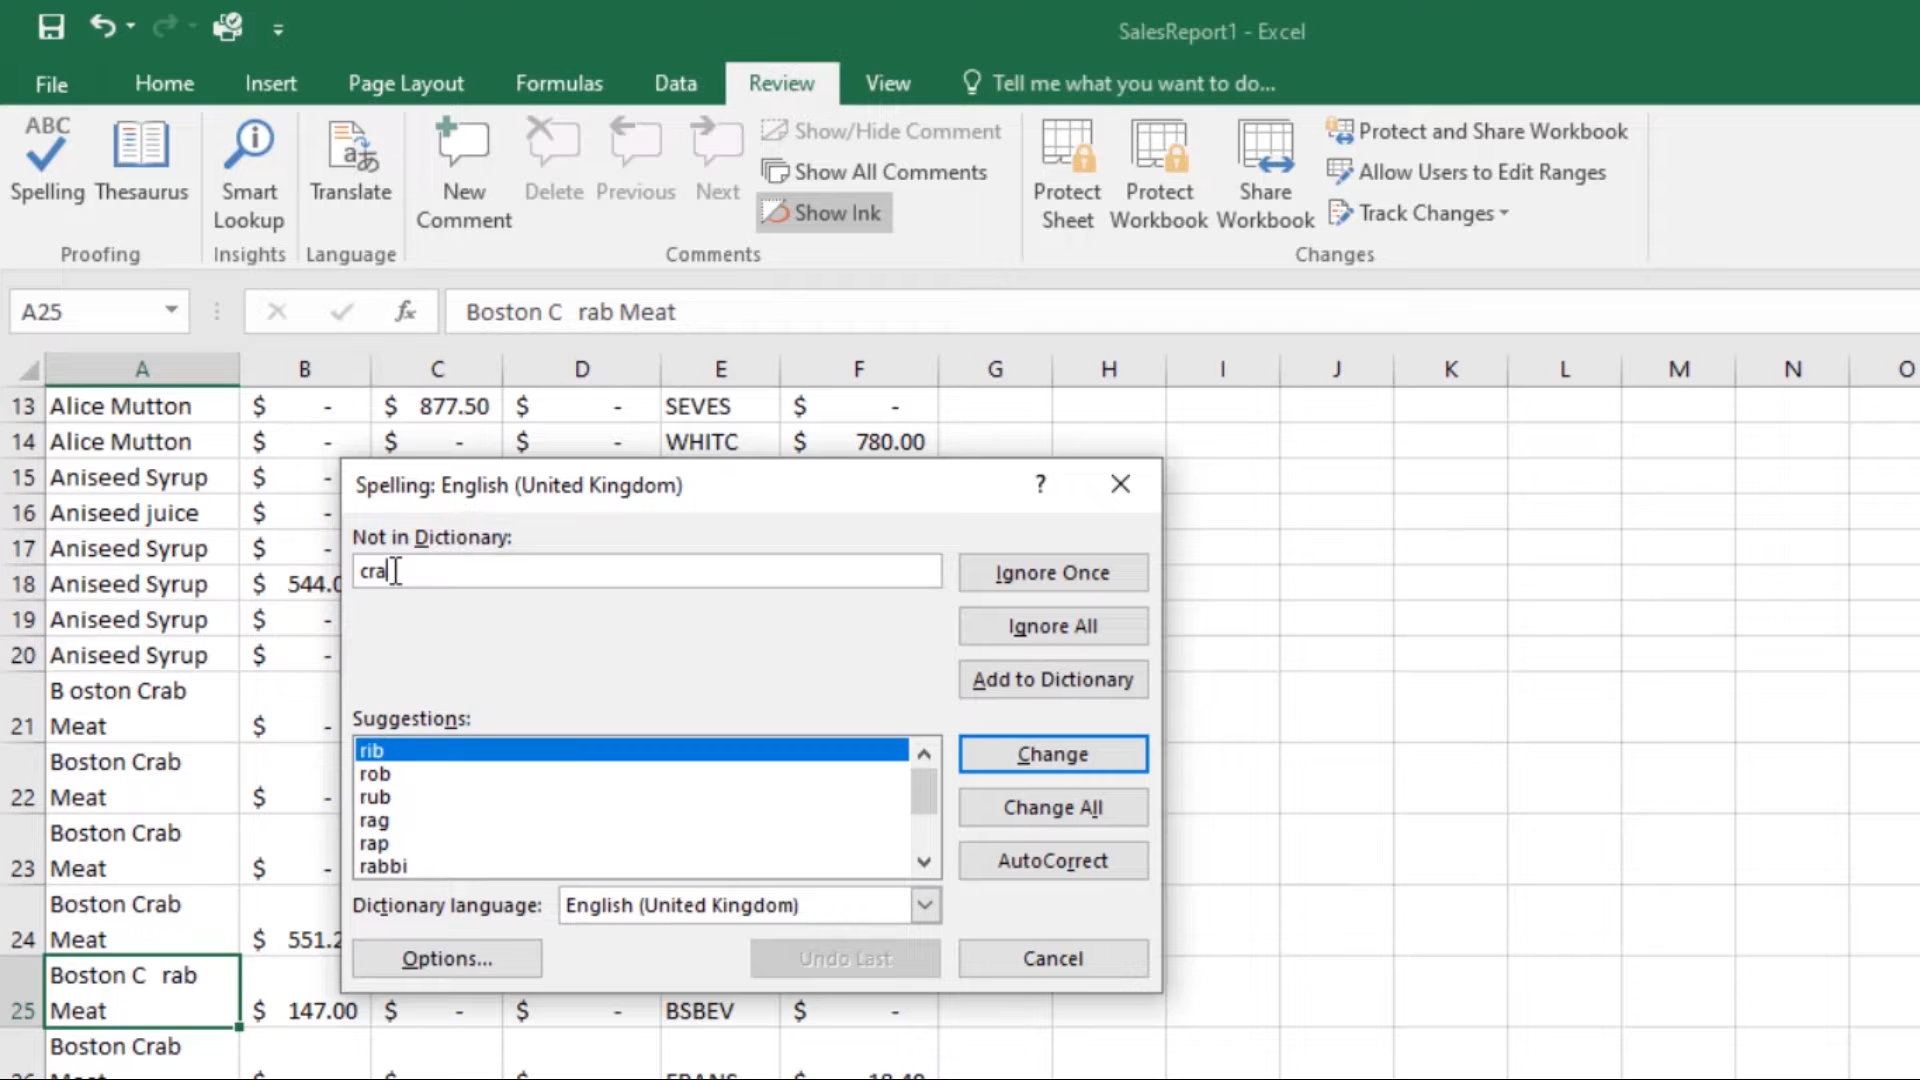 SalesReport1 - Excel
File Home Insert Page Layout Formulas Data Review View Tell me what you want to do...
ABC
Spelling Thesaurus Smart Lookup Translate New Comment Delete Previous Next Show/Hide Comment
Show All Comments
Show Ink
Protect Sheet Protect Workbook Share Workbook Protect and Share Workbook
Allow Users to Edit Ranges
Track Changes
Proofing Insights Language Comments Changes
A25 fx Boston C  rab Meat
A B C D E F G H I J K L M N O
13 Alice Mutton $ - $ 877.50 $ - SEVES $ -
14 Alice Mutton $ - $ - $ - WHITC $ 780.00
15 Aniseed Syrup $ -
16 Aniseed juice $ -
17 Aniseed Syrup $ -
18 Aniseed Syrup $ 544.0
19 Aniseed Syrup $ -
20 Aniseed Syrup $ -
B oston Crab
21 Meat $ -
Boston Crab
22 Meat $ -
Boston Crab
23 Meat $ -
Boston Crab
24 Meat $ 551.2
Boston C  rab
25 Meat $ 147.00 $ - $ - BSBEV $ -
Boston Crab
Spelling: English (United Kingdom) ?
Not in Dictionary:
cra
Ignore Once
Ignore All
Add to Dictionary
Suggestions:
rib
rob
rub
rag
rap
rabbi
Change
Change All
AutoCorrect
Dictionary language: English (United Kingdom)
Options... Undo Last Cancel